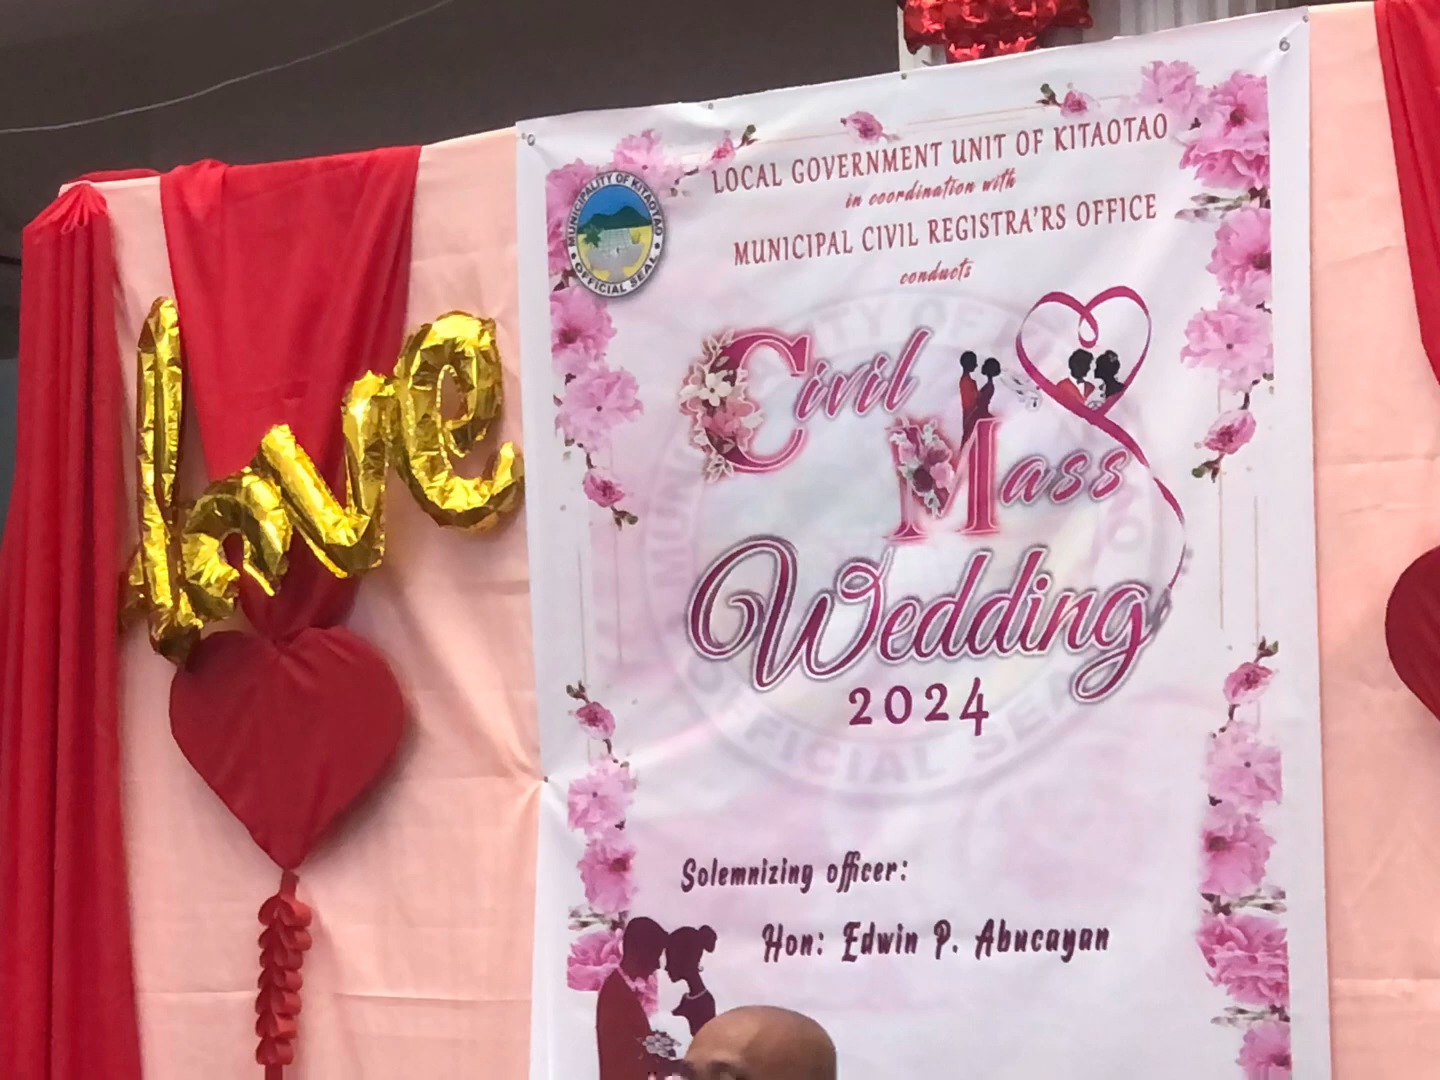 love
LOCAL GOVERNMENT UNIT OF KITAOTAO
in coordination with
MUNICIPAL CIVIL REGISTRA'RS OFFICE
conducts
MUNICIPALITY OF KITAOTAO
OFFICIAL SEAL
Civil
Mass
Wedding
2024
Solemnizing officer:
Hon: Edwin P. Abucayan